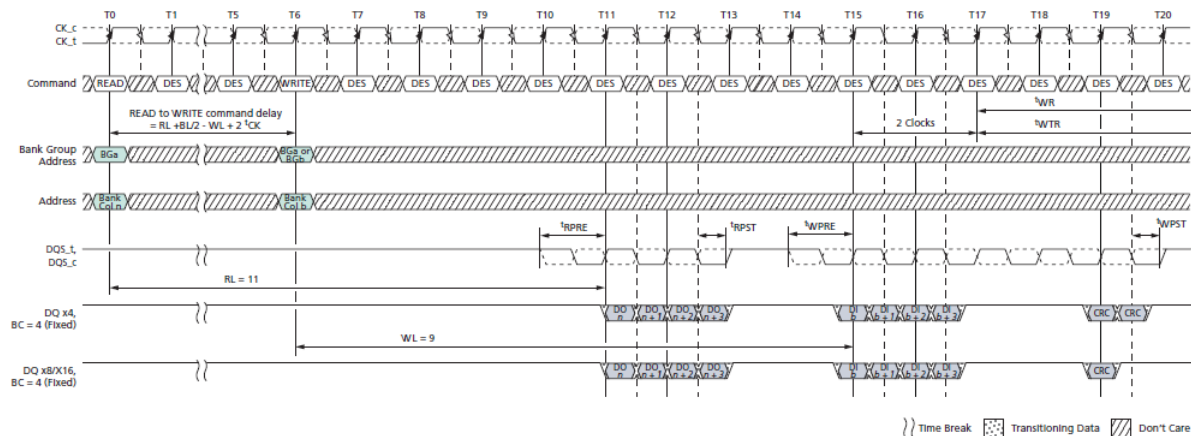 T0 T1 T5 T6 T7 T8 T9 T10 T11 T12 T13 T14 T15 T16 T17 T18 T19 T20
CK_c
CK_t
Command READ DES DES WRITE DES DES DES DES DES DES DES DES DES DES DES DES DES DES
READ to WRITE command delay
= RL +BL/2 - WL + 2 tCK
tWR
2 Clocks
tWTR
Bank Group
Address
BGa
BGa or
BGb
Address
Bank
Col n
Bank
Col b
tRPRE tRPST tWPRE tWPST
DQS_t,
DQS_c
RL = 11
DQ x4,
BC = 4 (Fixed)
DO n DO n + 1 DO n + 2 DO n + 3 DI b DI b + 1 DI b + 2 DI b + 3 CRC CRC
WL = 9
DQ x8/X16,
BC = 4 (Fixed)
DO n DO n + 1 DO n + 2 DO n + 3 DI b DI b + 1 DI b + 2 DI b + 3 CRC
Time Break Transitioning Data Don't Care